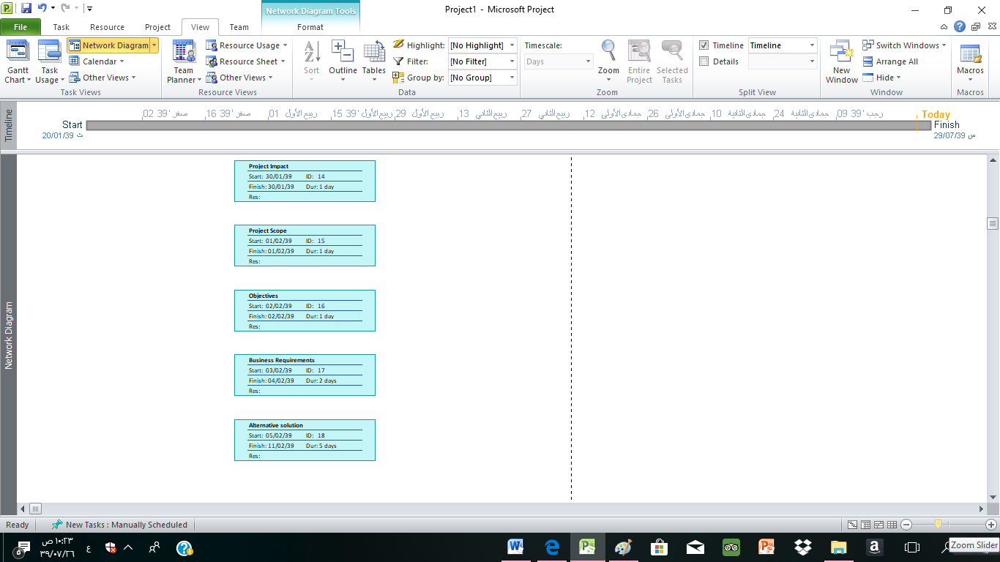 Network Diagram Tools
Project1 - Microsoft Project
File Task Resource Project View Team Format
Gantt Chart
Task Usage
Network Diagram
Calendar
Other Views
Task Views
Team Planner
Resource Usage
Resource Sheet
Other Views
Resource Views
Sort
Outline
Tables
Highlight: [No Highlight]
Filter: [No Filter]
Group by: [No Group]
Data
Timescale:
Days
Zoom
Entire Project
Selected Tasks
Zoom
Timeline Timeline
Details
Split View
New Window
Switch Windows
Arrange All
Hide
Window
Macros
Macros
Timeline
02 صفر '39
16 صفر '39
01 ربيع الأول
15 ربيع الأول '39
29 ربيع الأول
13 ربيع الثاني
27 ربيع الثاني
12 جمادى الأولى
26 جمادى الأولى
10 جمادى الثانية
24 جمادى الثانية
09 رجب '39
Today
Start
20/01/39 ث
Finish
29/07/39 س
Network Diagram
Project Impact
Start: 30/01/39 ID: 14
Finish: 30/01/39 Dur: 1 day
Res:
Project Scope
Start: 01/02/39 ID: 15
Finish: 01/02/39 Dur: 1 day
Res:
Objectives
Start: 02/02/39 ID: 16
Finish: 02/02/39 Dur: 1 day
Res:
Business Requirements
Start: 03/02/39 ID: 17
Finish: 04/02/39 Dur: 2 days
Res:
Alternative solution
Start: 05/02/39 ID: 18
Finish: 11/02/39 Dur: 5 days
Res:
Ready New Tasks : Manually Scheduled
١٠:٢٣ ص
٣٩/٠٧/٢٦
ع
Zoom Slider